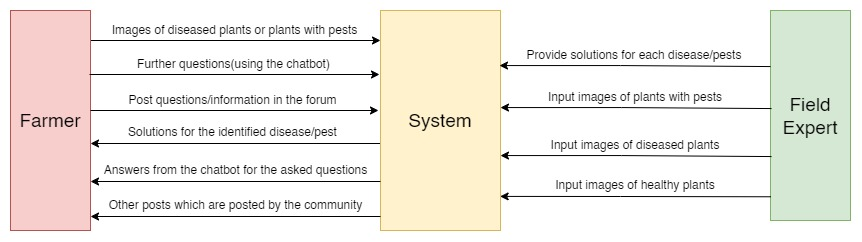 Farmer
Images of diseased plants or plants with pests
Further questions(using the chatbot)
Post questions/information in the forum
Solutions for the identified disease/pest
Answers from the chatbot for the asked questions
Other posts which are posted by the community
System
Provide solutions for each disease/pests
Input images of plants with pests
Input images of diseased plants
Input images of healthy plants
Field
Expert